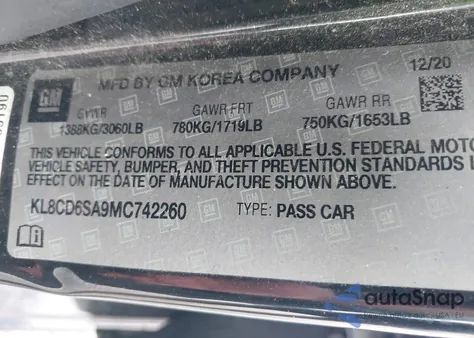 MFD BY GM KOREA COMPANY 12/20
GM
GVWR GAWR FRT GAWR RR
1388KG/3060LB 780KG/1719LB 750KG/1653LB
THIS VEHICLE CONFORMS TO ALL APPLICABLE U.S. FEDERAL MOTO
VEHICLE SAFETY, BUMPER, AND THEFT PREVENTION STANDARDS I
EFFECT ON THE DATE OF MANUFACTURE SHOWN ABOVE.
KL8CD6SA9MC742260 TYPE: PASS CAR
autoSnap